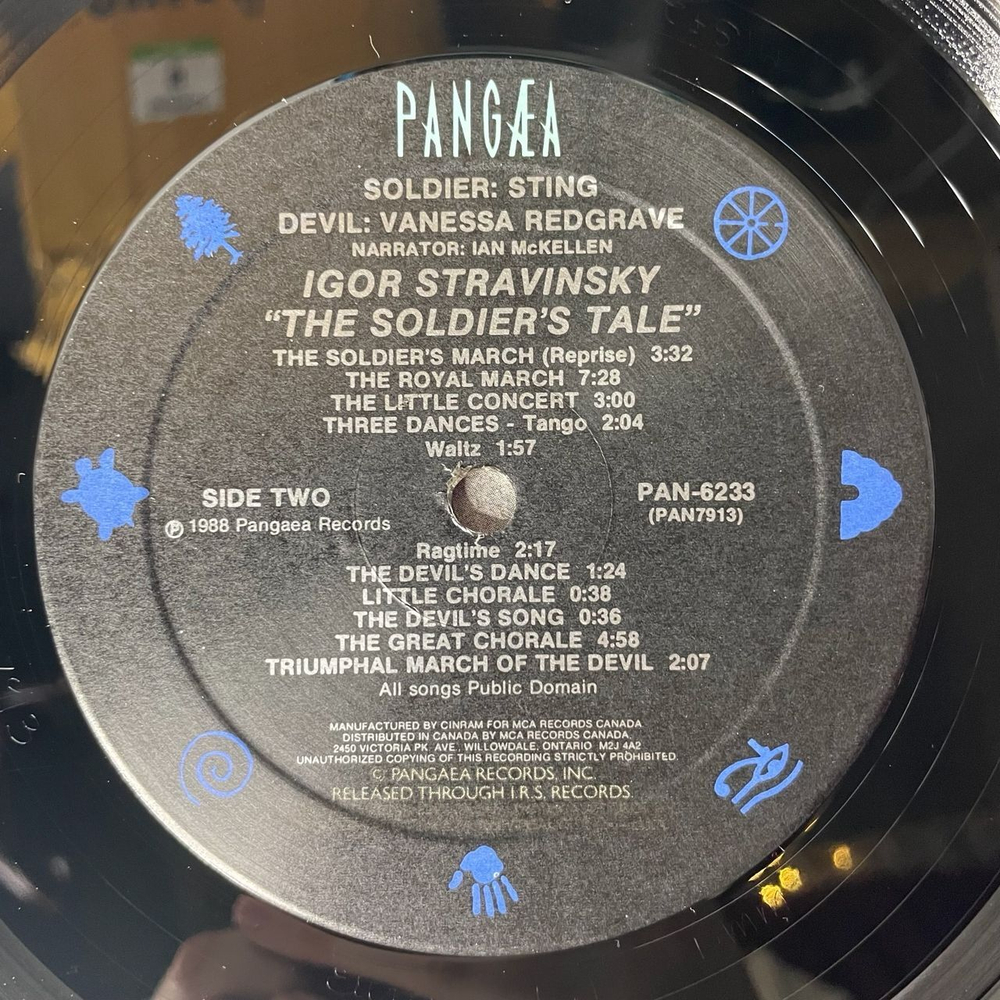 PANGÆA
SOLDIER: STING
DEVIL: VANESSA REDGRAVE
NARRATOR: IAN McKELLEN
IGOR STRAVINSKY
“THE SOLDIER'S TALE”
THE SOLDIER'S MARCH (Reprise) 3:32
THE ROYAL MARCH 7:28
THE LITTLE CONCERT 3:00
THREE DANCES - Tango 2:04
Waltz 1:57
SIDE TWO
℗ 1988 Pangaea Records
PAN-6233
(PAN7913)
Ragtime 2:17
THE DEVIL'S DANCE 1:24
LITTLE CHORALE 0:38
THE DEVIL'S SONG 0:36
THE GREAT CHORALE 4:58
TRIUMPHAL MARCH OF THE DEVIL 2:07
All songs Public Domain
MANUFACTURED BY CINRAM FOR MCA RECORDS CANADA
DISTRIBUTED IN CANADA BY MCA RECORDS CANADA,
2450 VICTORIA PK. AVE., WILLOWDALE, ONTARIO M2J 4A2
UNAUTHORIZED COPYING OF THIS RECORDING STRICTLY PROHIBITED.
© PANGAEA RECORDS, INC.
RELEASED THROUGH I.R.S. RECORDS.